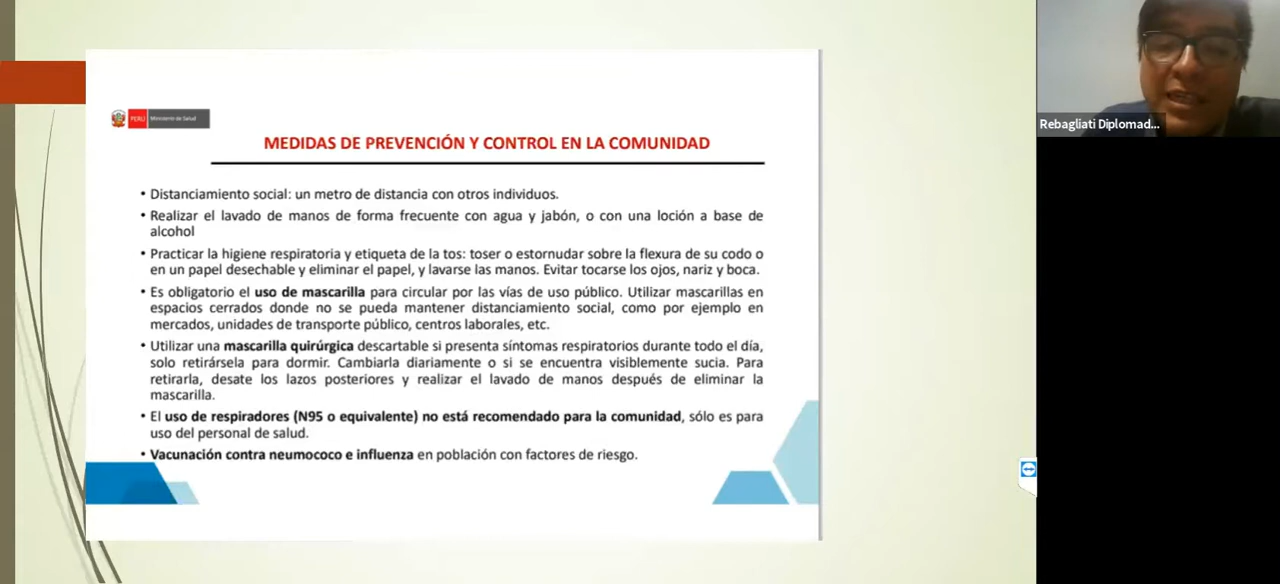 PERÚ Ministerio de Salud
MEDIDAS DE PREVENCIÓN Y CONTROL EN LA COMUNIDAD
• Distanciamiento social: un metro de distancia con otros individuos.
• Realizar el lavado de manos de forma frecuente con agua y jabón, o con una loción a base de
alcohol
• Practicar la higiene respiratoria y etiqueta de la tos: toser o estornudar sobre la flexura de su codo o
en un papel desechable y eliminar el papel, y lavarse las manos. Evitar tocarse los ojos, nariz y boca.
• Es obligatorio el uso de mascarilla para circular por las vías de uso público. Utilizar mascarillas en
espacios cerrados donde no se pueda mantener distanciamiento social, como por ejemplo en
mercados, unidades de transporte público, centros laborales, etc.
• Utilizar una mascarilla quirúrgica descartable si presenta síntomas respiratorios durante todo el día,
solo retirársela para dormir. Cambiarla diariamente o si se encuentra visiblemente sucia. Para
retirarla, desate los lazos posteriores y realizar el lavado de manos después de eliminar la
mascarilla.
• El uso de respiradores (N95 o equivalente) no está recomendado para la comunidad, sólo es para
uso del personal de salud.
• Vacunación contra neumococo e influenza en población con factores de riesgo.
Rebagliati Diplomad...